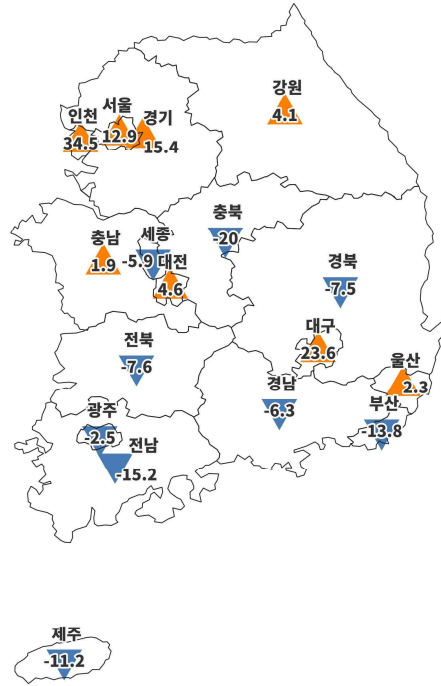 강원
4.1
서울
12.9
경기
15.4
인천
34.5
충북
-20
세종
-5.9
충남
1.9
대전
4.6
경북
-7.5
대구
23.6
전북
-7.6
울산
2.3
경남
-6.3
부산
-13.8
광주
-2.5
전남
-15.2
제주
-11.2